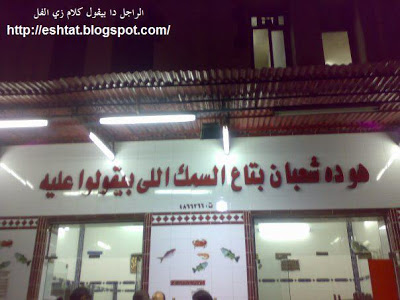 الراجل دا بيقول كلام زي الفل
http://eshtat.blogspot.com/
هو ده شعبان بتاع السمك اللى بيقولوا عليه